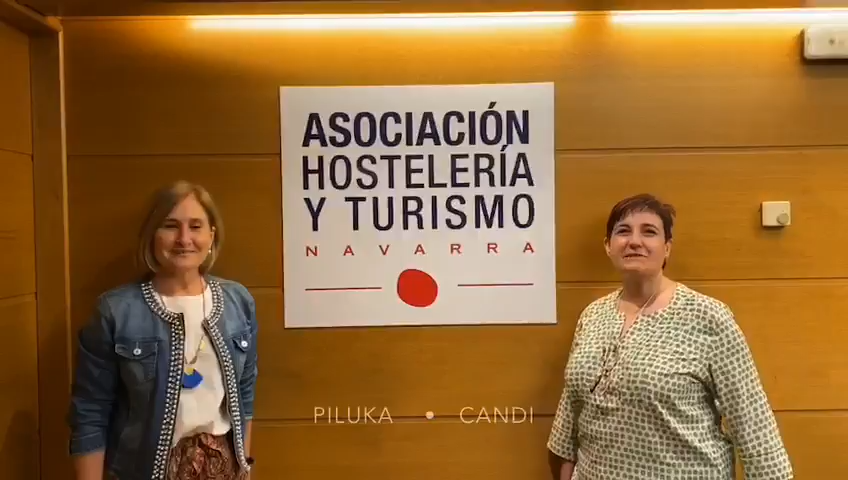 ASOCIACIÓN
HOSTELERÍA
Y TURISMO
NAVARRA
PILUKA • CANDI